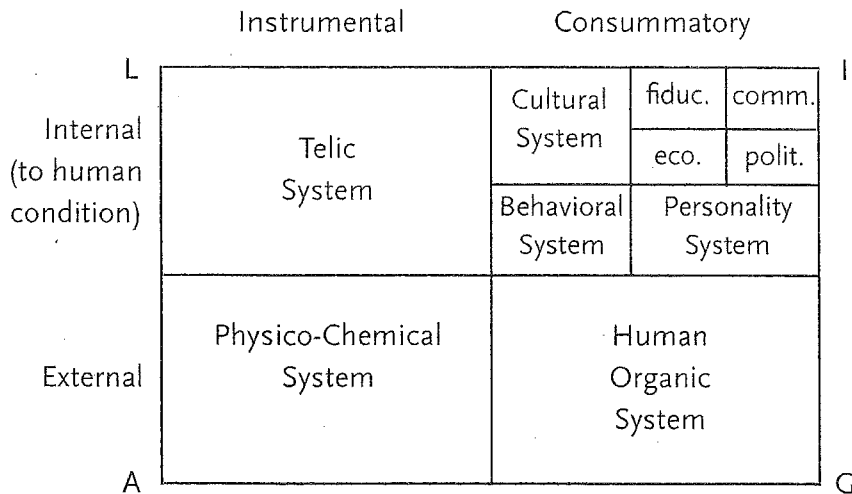 Instrumental Consummatory
L I
Internal
(to human
condition)
Telic
System
Cultural
System
fiduc. comm.
eco. polit.
Behavioral
System
Personality
System
External
Physico-Chemical
System
Human
Organic
System
A G